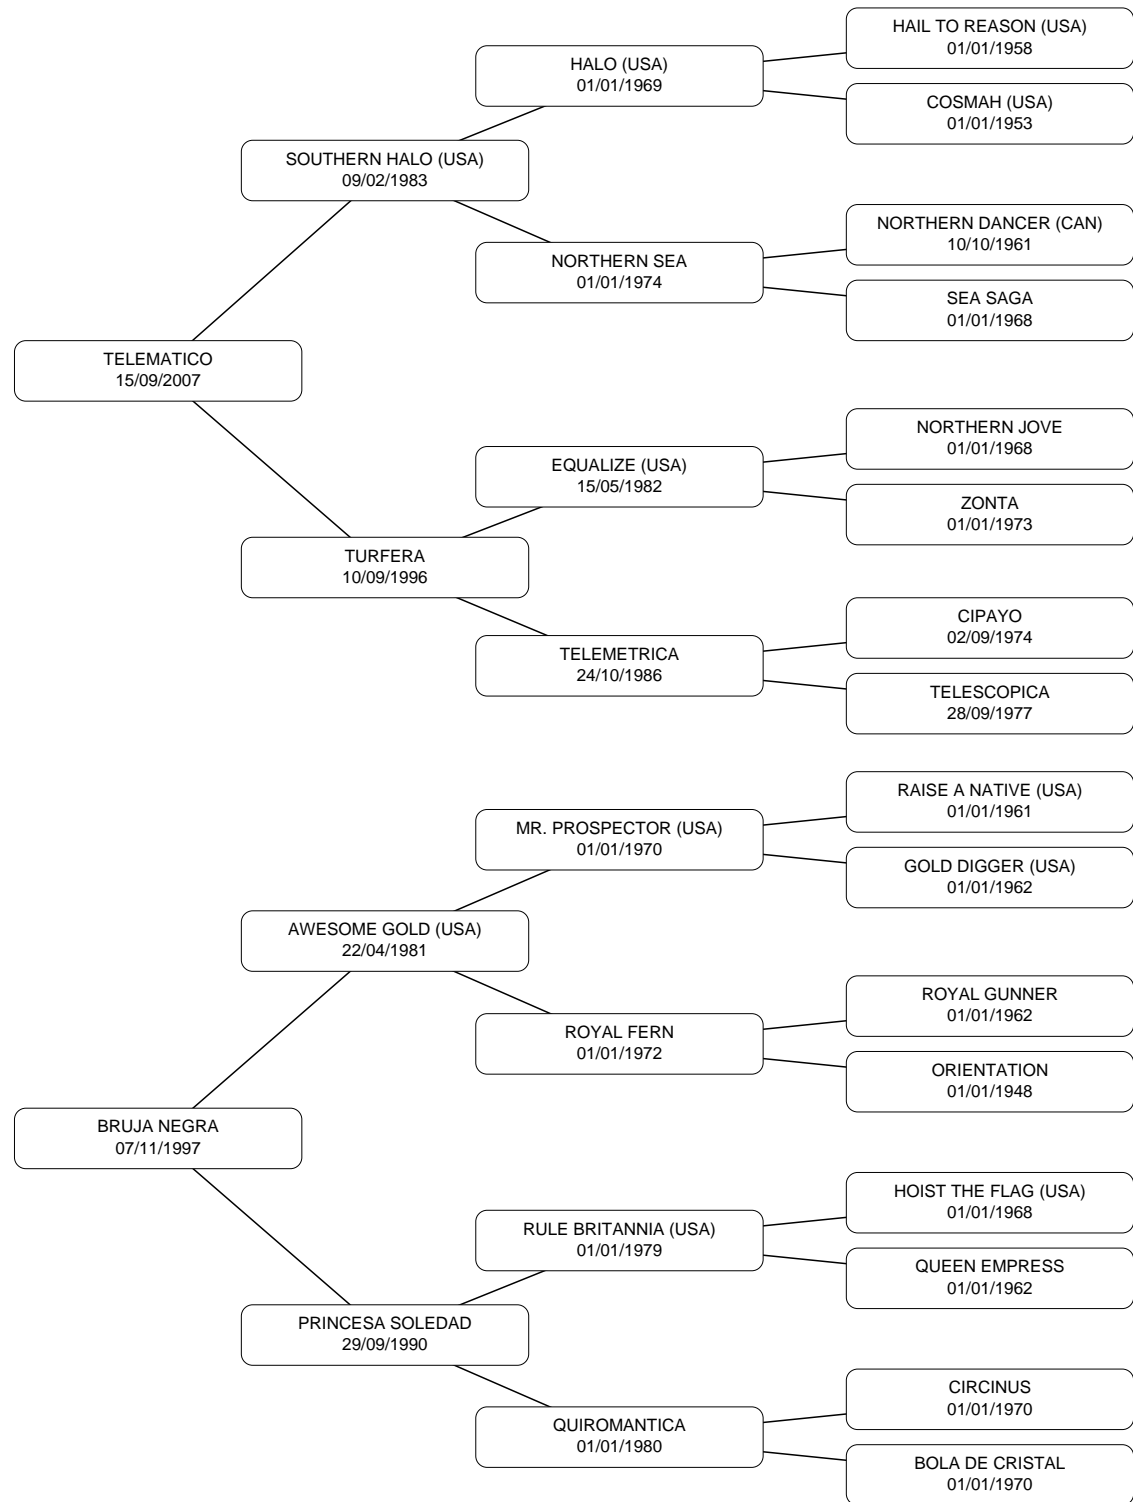 HAIL TO REASON (USA)
01/01/1958
HALO (USA)
01/01/1969
COSMAH (USA)
01/01/1953
SOUTHERN HALO (USA)
09/02/1983
NORTHERN DANCER (CAN)
10/10/1961
NORTHERN SEA
01/01/1974
SEA SAGA
01/01/1968
TELEMATICO
15/09/2007
NORTHERN JOVE
01/01/1968
EQUALIZE (USA)
15/05/1982
ZONTA
01/01/1973
TURFERA
10/09/1996
CIPAYO
02/09/1974
TELEMETRICA
24/10/1986
TELESCOPICA
28/09/1977
RAISE A NATIVE (USA)
01/01/1961
MR. PROSPECTOR (USA)
01/01/1970
GOLD DIGGER (USA)
01/01/1962
AWESOME GOLD (USA)
22/04/1981
ROYAL GUNNER
01/01/1962
ROYAL FERN
01/01/1972
ORIENTATION
01/01/1948
BRUJA NEGRA
07/11/1997
HOIST THE FLAG (USA)
01/01/1968
RULE BRITANNIA (USA)
01/01/1979
QUEEN EMPRESS
01/01/1962
PRINCESA SOLEDAD
29/09/1990
CIRCINUS
01/01/1970
QUIROMANTICA
01/01/1980
BOLA DE CRISTAL
01/01/1970